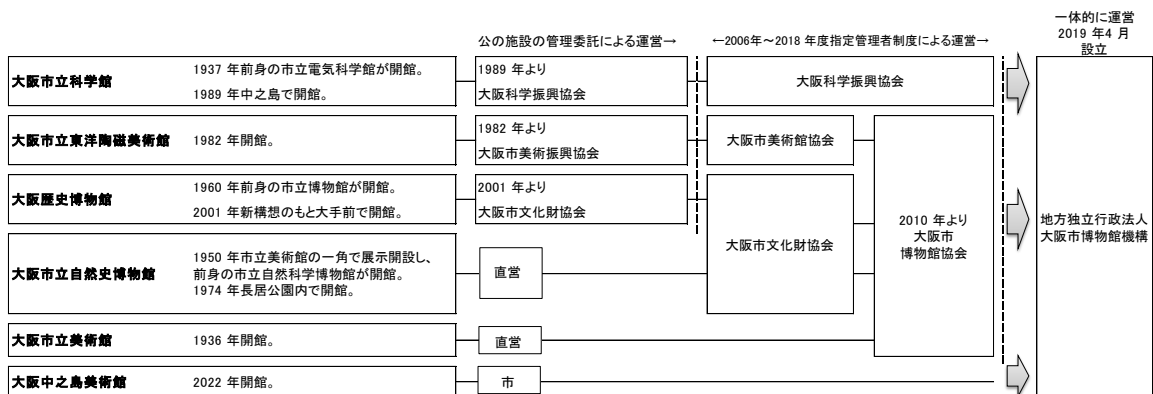 一体的に運営
2019 年4 月
設立
公の施設の管理委託による運営→
←2006年～2018 年度指定管理者制度による運営→
大阪市立科学館
1937 年前身の市立電気科学館が開館。
1989 年中之島で開館。
1989 年より
大阪科学振興協会
大阪科学振興協会
大阪市立東洋陶磁美術館
1982 年開館。
1982 年より
大阪市美術振興協会
大阪市美術館協会
大阪歴史博物館
1960 年前身の市立博物館が開館。
2001 年新構想のもと大手前で開館。
2001 年より
大阪市文化財協会
大阪市文化財協会
2010 年より
大阪市
博物館協会
地方独立行政法人
大阪市博物館機構
大阪市立自然史博物館
1950 年市立美術館の一角で展示開設し、
前身の市立自然科学博物館が開館。
1974 年長居公園内で開館。
直営
大阪市立美術館
1936 年開館。
直営
大阪中之島美術館
2022 年開館。
市